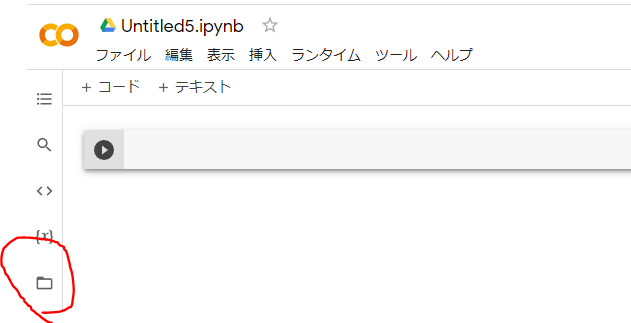 Untitled5.ipynb
ファイル 編集 表示 挿入 ランタイム ツール ヘルプ
+ コード + テキスト
{x}